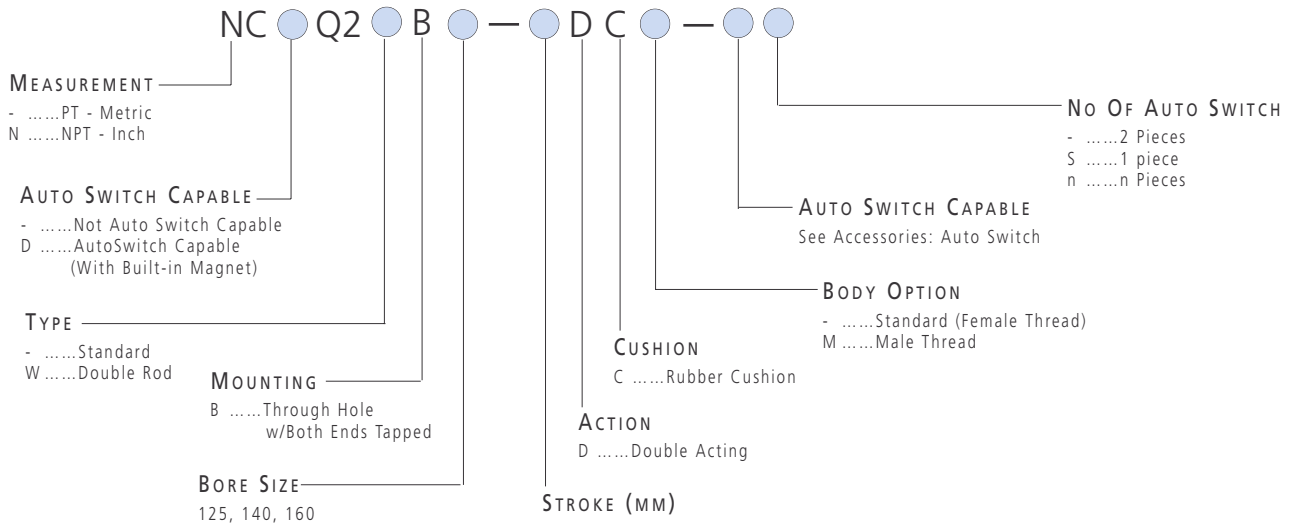 NC Q2 B – D C –
MEASUREMENT
- ......PT - Metric
N ......NPT - Inch
AUTO SWITCH CAPABLE
- ......Not Auto Switch Capable
D ......AutoSwitch Capable
(With Built-in Magnet)
TYPE
- ......Standard
W ......Double Rod
MOUNTING
B ......Through Hole
w/Both Ends Tapped
BORE SIZE
125, 140, 160
STROKE (MM)
ACTION
D ......Double Acting
CUSHION
C ......Rubber Cushion
BODY OPTION
- ......Standard (Female Thread)
M ......Male Thread
AUTO SWITCH CAPABLE
See Accessories: Auto Switch
NO OF AUTO SWITCH
- ......2 Pieces
S ......1 piece
n ......n Pieces